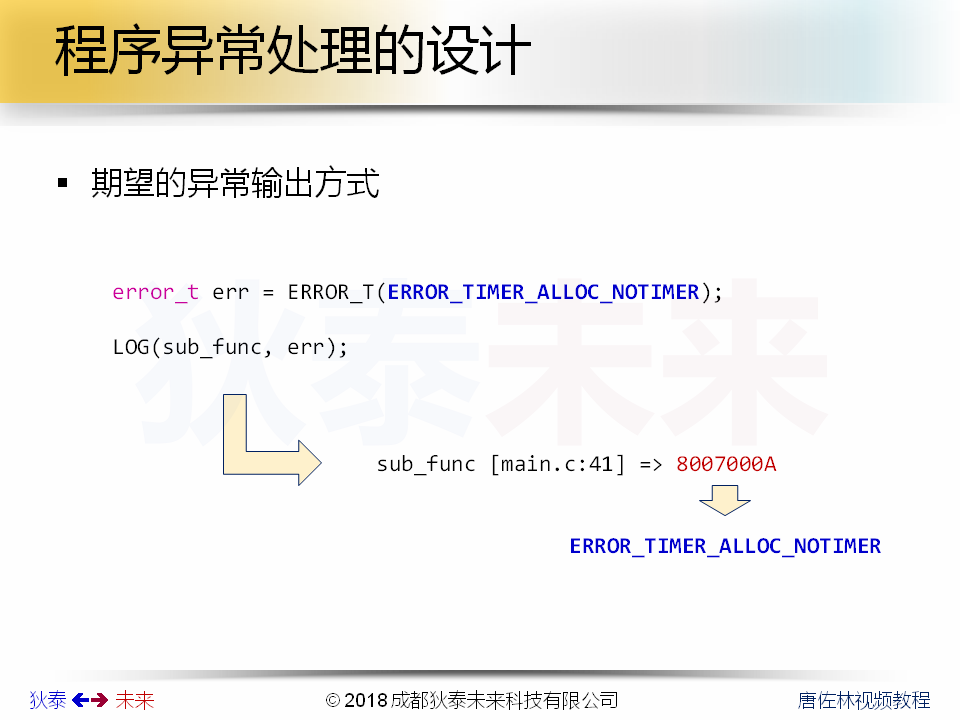 程序异常处理的设计
▪ 期望的异常输出方式
error_t err = ERROR_T(ERROR_TIMER_ALLOC_NOTIMER);
LOG(sub_func, err);
狄泰未来
sub_func [main.c:41] => 8007000A
ERROR_TIMER_ALLOC_NOTIMER
狄泰 未来
© 2018 成都狄泰未来科技有限公司
唐佐林视频教程